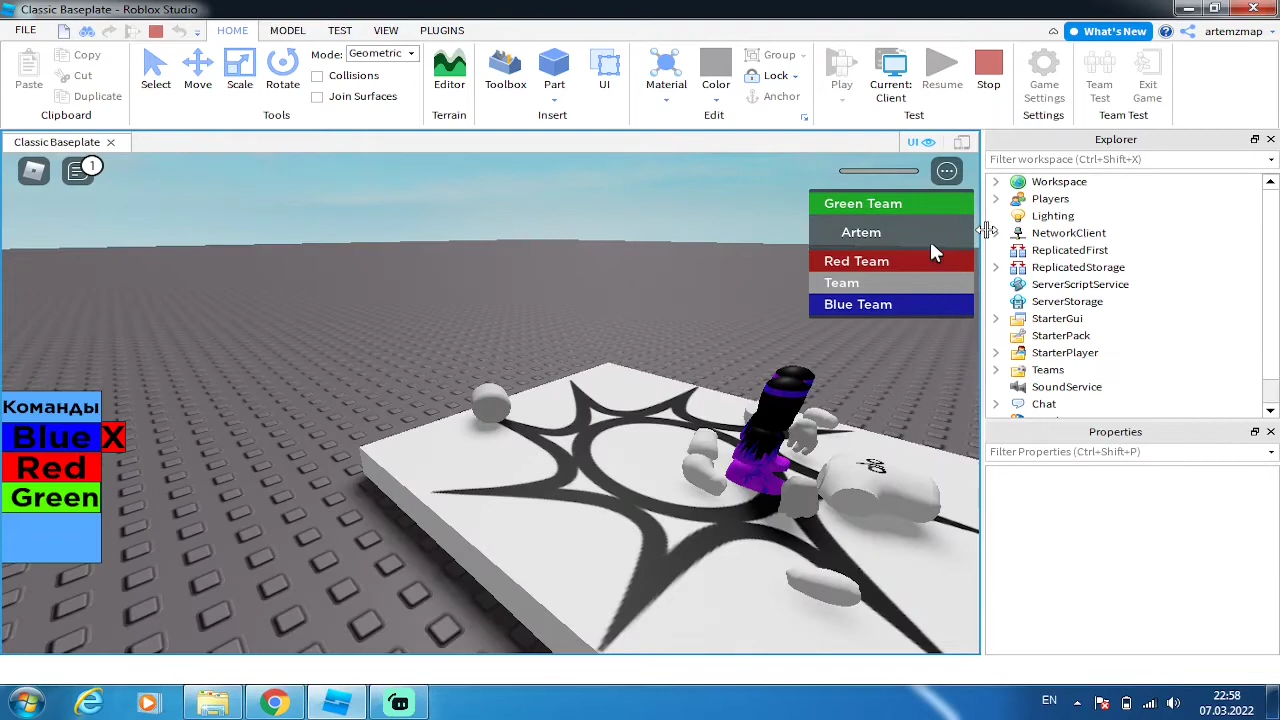 Classic Baseplate - Roblox Studio
FILE
HOME
MODEL
TEST
VIEW
PLUGINS
What's New
artemzmap
Paste
Copy
Cut
Duplicate
Clipboard
Select
Move
Scale
Rotate
Mode: Geometric
Collisions
Join Surfaces
Tools
Editor
Terrain
Toolbox
Part
UI
Insert
Material
Color
Group
Lock
Anchor
Edit
Play
Current:
Client
Resume
Stop
Test
Game
Settings
Settings
Team
Test
Exit
Game
Team Test
Classic Baseplate
UI
1
Green Team
Artem
Red Team
Team
Blue Team
Команды
Blue X
Red
Green
Explorer
Filter workspace (Ctrl+Shift+X)
Workspace
Players
Lighting
NetworkClient
ReplicatedFirst
ReplicatedStorage
ServerScriptService
ServerStorage
StarterGui
StarterPack
StarterPlayer
Teams
SoundService
Chat
Properties
Filter Properties (Ctrl+Shift+P)
EN
22:58
07.03.2022